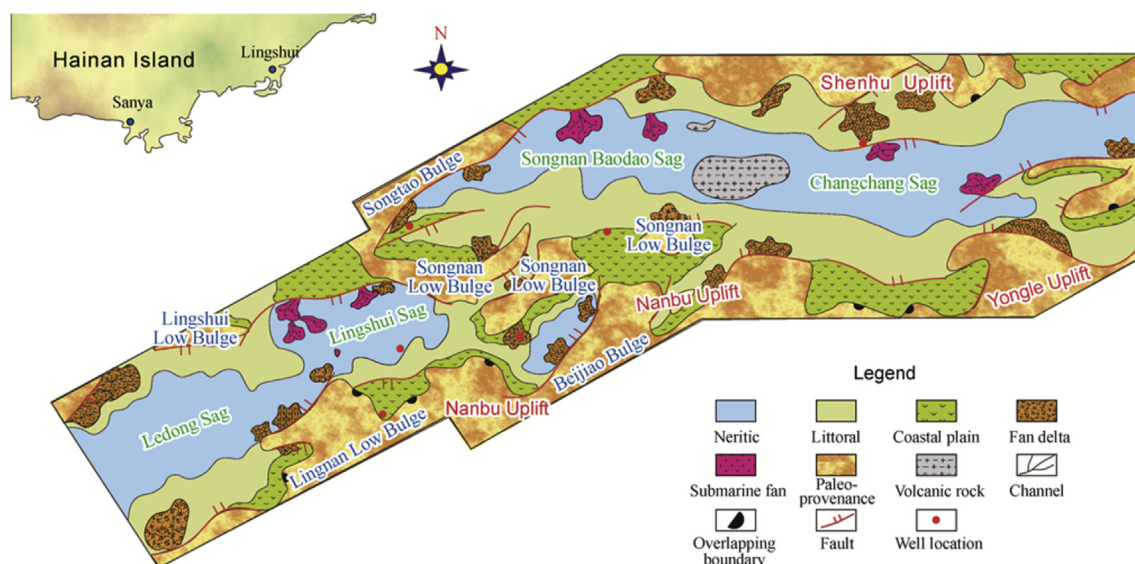 Hainan Island
Lingshui
Sanya
N
Shenhu Uplift
Songnan Baodao Sag
Changchang Sag
Songtao Bulge
Songnan
Low Bulge
Songnan
Low Bulge
Songnan
Low Bulge
Nanbu Uplift
Yongle Uplift
Lingshui
Low Bulge
Lingshui Sag
Beijiao Bulge
Ledong Sag
Nanbu Uplift
Lingnan Low Bulge
Legend
Neritic
Littoral
Coastal plain
Fan delta
Submarine fan
Paleo-
provenance
Volcanic rock
Channel
Overlapping
boundary
Fault
Well location